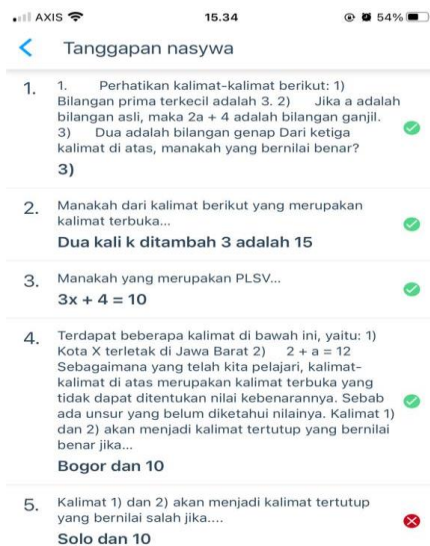 AXIS 15.34 54%
Tanggapan nasywa
1. 1. Perhatikan kalimat-kalimat berikut: 1)
Bilangan prima terkecil adalah 3. 2) Jika a adalah
bilangan asli, maka 2a + 4 adalah bilangan ganjil.
3) Dua adalah bilangan genap Dari ketiga
kalimat di atas, manakah yang bernilai benar?
3)
2. Manakah dari kalimat berikut yang merupakan
kalimat terbuka...
Dua kali k ditambah 3 adalah 15
3. Manakah yang merupakan PLSV...
3x + 4 = 10
4. Terdapat beberapa kalimat di bawah ini, yaitu: 1)
Kota X terletak di Jawa Barat 2) 2 + a = 12
Sebagaimana yang telah kita pelajari, kalimat-
kalimat di atas merupakan kalimat terbuka yang
tidak dapat ditentukan nilai kebenarannya. Sebab
ada unsur yang belum diketahui nilainya. Kalimat 1)
dan 2) akan menjadi kalimat tertutup yang bernilai
benar jika...
Bogor dan 10
5. Kalimat 1) dan 2) akan menjadi kalimat tertutup
yang bernilai salah jika....
Solo dan 10